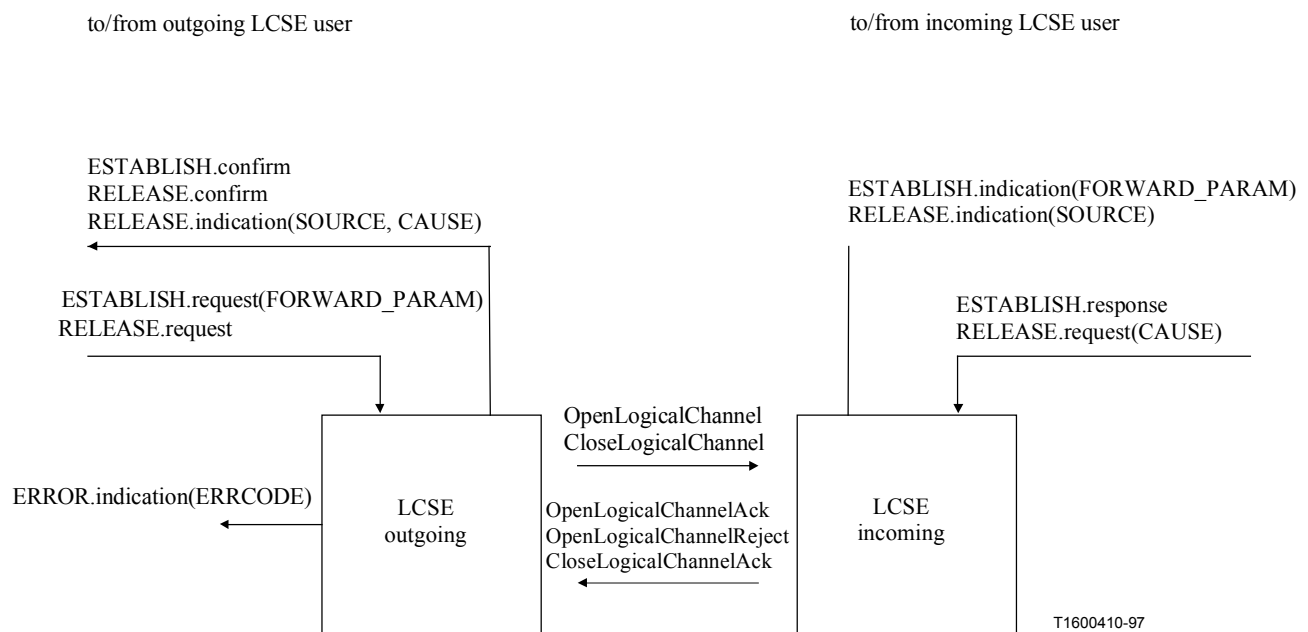 to/from outgoing LCSE user
to/from incoming LCSE user
ESTABLISH.confirm
RELEASE.confirm
RELEASE.indication(SOURCE, CAUSE)
ESTABLISH.indication(FORWARD_PARAM)
RELEASE.indication(SOURCE)
ESTABLISH.request(FORWARD_PARAM)
RELEASE.request
ESTABLISH.response
RELEASE.request(CAUSE)
OpenLogicalChannel
CloseLogicalChannel
ERROR.indication(ERRCODE)
LCSE
outgoing
OpenLogicalChannelAck
OpenLogicalChannelReject
CloseLogicalChannelAck
LCSE
incoming
T1600410-97